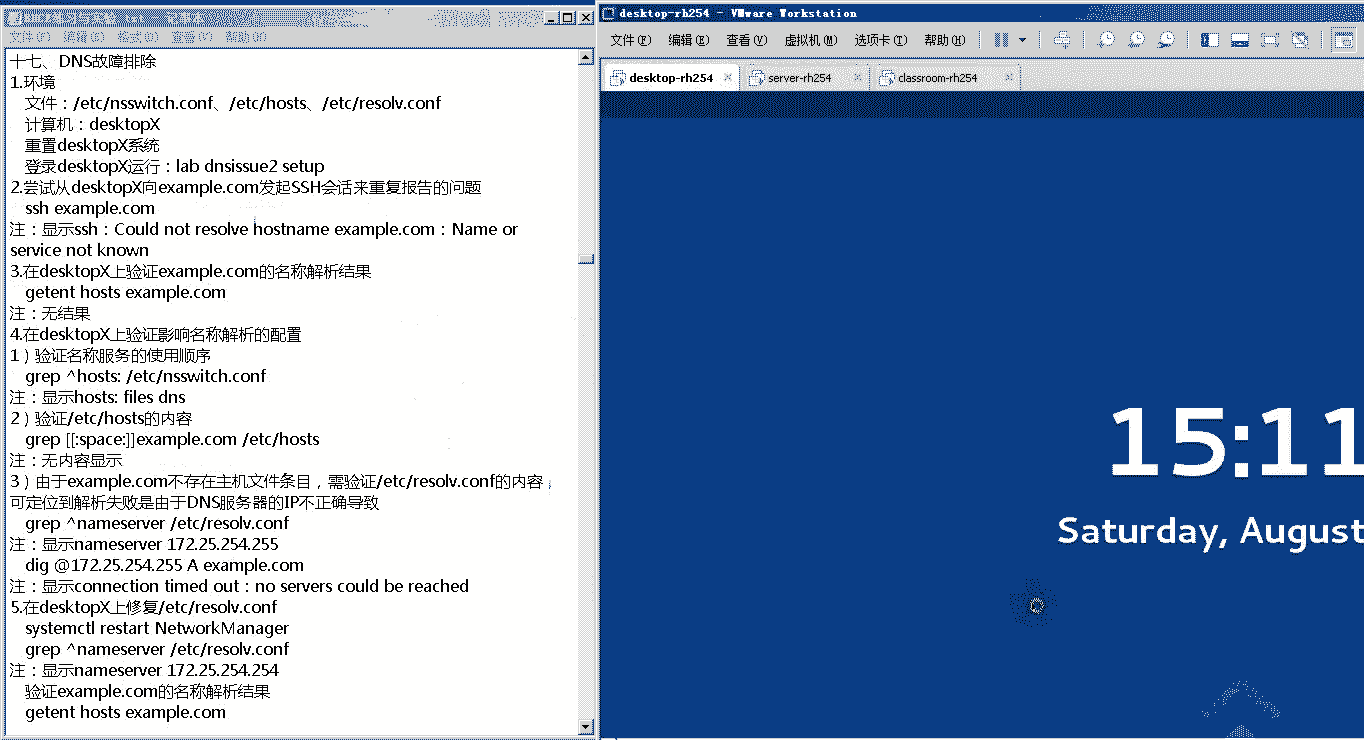 文件(F) 编辑(E) 格式(O) 查看(V) 帮助(H)
十七、DNS故障排除
1.环境
文件：/etc/nsswitch.conf、/etc/hosts、/etc/resolv.conf
计算机：desktopX
重置desktopX系统
登录desktopX运行：lab dnsissue2 setup
2.尝试从desktopX向example.com发起SSH会话来重复报告的问题
ssh example.com
注：显示ssh：Could not resolve hostname example.com：Name or
service not known
3.在desktopX上验证example.com的名称解析结果
getent hosts example.com
注：无结果
4.在desktopX上验证影响名称解析的配置
1）验证名称服务的使用顺序
grep ^hosts: /etc/nsswitch.conf
注：显示hosts: files dns
2）验证/etc/hosts的内容
grep [[:space:]]example.com /etc/hosts
注：无内容显示
3）由于example.com不存在主机文件条目，需验证/etc/resolv.conf的内容，
可定位到解析失败是由于DNS服务器的IP不正确导致
grep ^nameserver /etc/resolv.conf
注：显示nameserver 172.25.254.255
dig @172.25.254.255 A example.com
注：显示connection timed out：no servers could be reached
5.在desktopX上修复/etc/resolv.conf
systemctl restart NetworkManager
grep ^nameserver /etc/resolv.conf
注：显示nameserver 172.25.254.254
验证example.com的名称解析结果
getent hosts example.com
desktop-rh254 - VMware Workstation
文件(F) 编辑(E) 查看(V) 虚拟机(M) 选项卡(T) 帮助(H)
desktop-rh254 server-rh254 classroom-rh254
15:11
Saturday, August